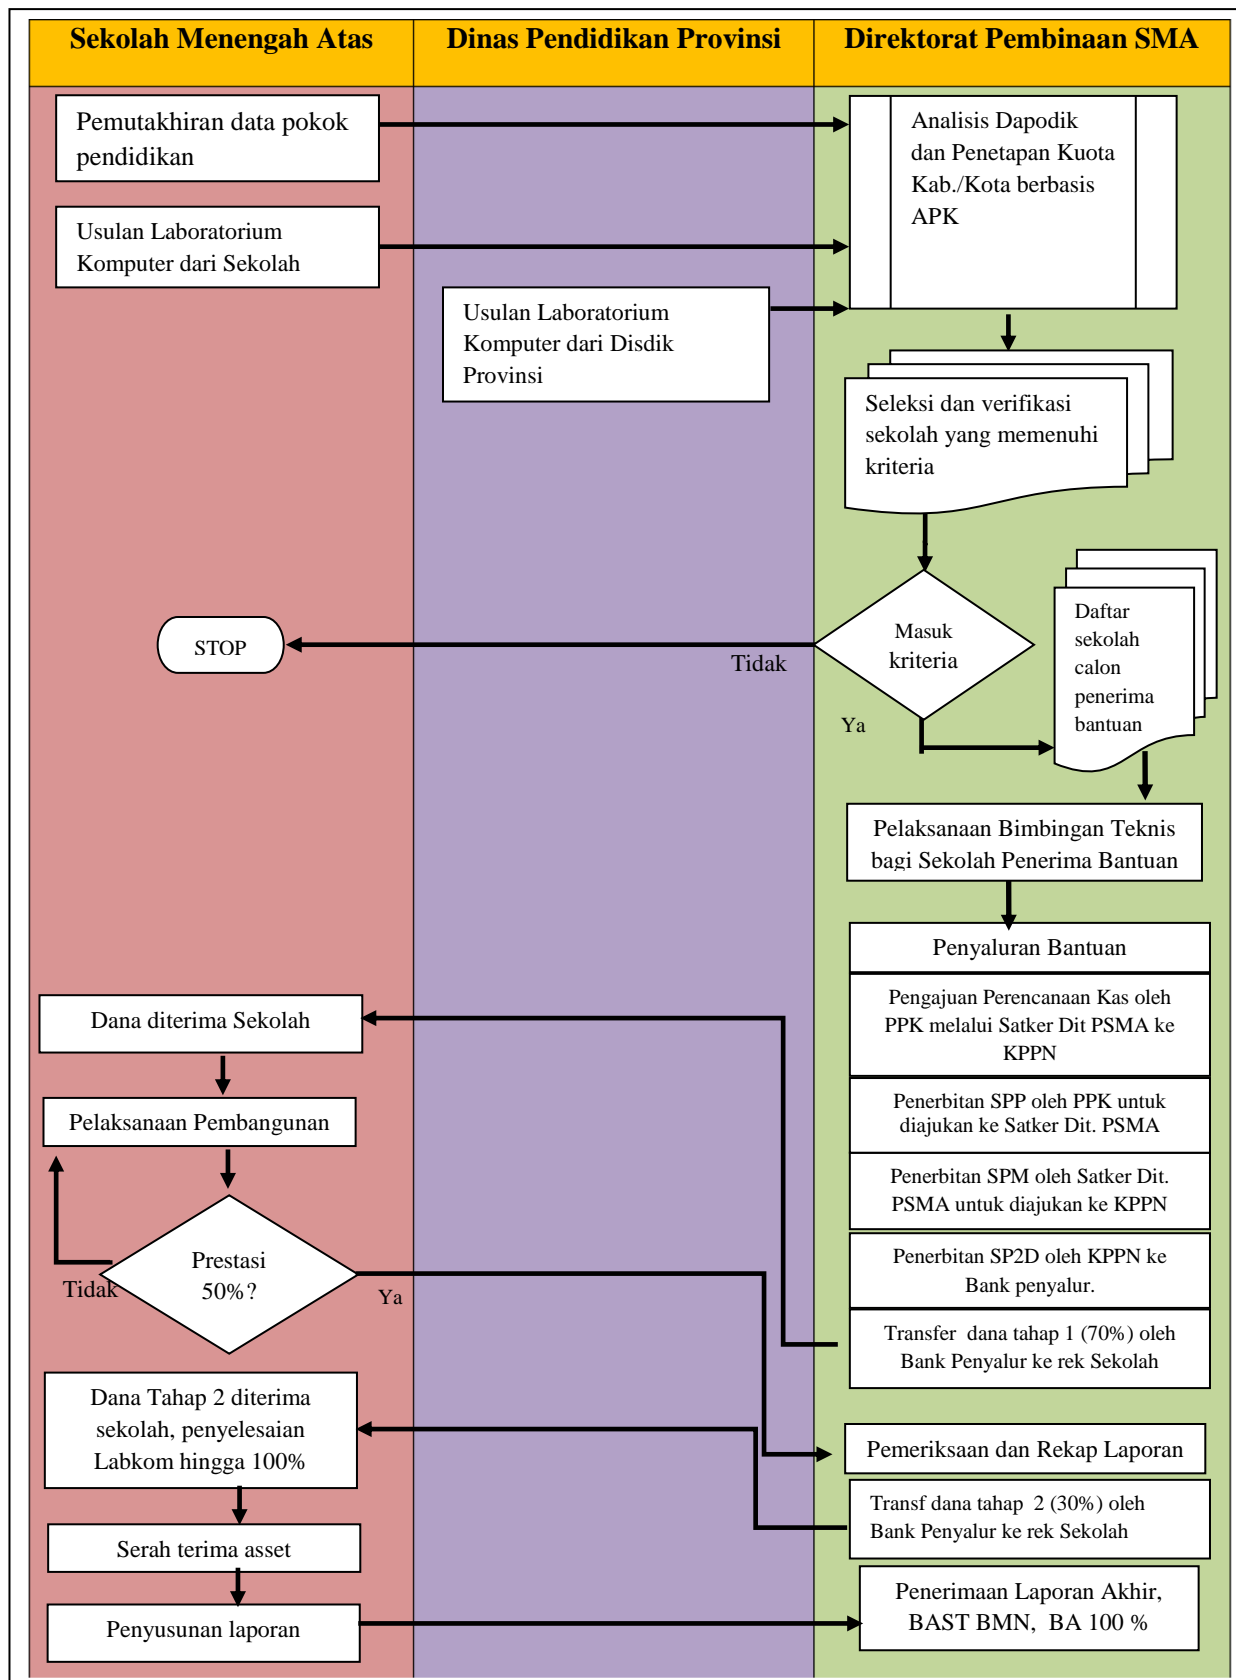 Sekolah Menengah Atas
Dinas Pendidikan Provinsi
Direktorat Pembinaan SMA
Pemutakhiran data pokok
pendidikan
Analisis Dapodik
dan Penetapan Kuota
Kab./Kota berbasis
APK
Usulan Laboratorium
Komputer dari Sekolah
Usulan Laboratorium
Komputer dari Disdik
Provinsi
Seleksi dan verifikasi
sekolah yang memenuhi
kriteria
Masuk
kriteria
Tidak
STOP
Ya
Daftar
sekolah
calon
penerima
bantuan
Pelaksanaan Bimbingan Teknis
bagi Sekolah Penerima Bantuan
Penyaluran Bantuan
Pengajuan Perencanaan Kas oleh
PPK melalui Satker Dit PSMA ke
KPPN
Penerbitan SPP oleh PPK untuk
diajukan ke Satker Dit. PSMA
Penerbitan SPM oleh Satker Dit.
PSMA untuk diajukan ke KPPN
Penerbitan SP2D oleh KPPN ke
Bank penyalur.
Transfer  dana tahap 1 (70%) oleh
Bank Penyalur ke rek Sekolah
Dana diterima Sekolah
Pelaksanaan Pembangunan
Prestasi
50%?
Tidak
Ya
Pemeriksaan dan Rekap Laporan
Transf dana tahap  2 (30%) oleh
Bank Penyalur ke rek Sekolah
Dana Tahap 2 diterima
sekolah, penyelesaian
Labkom hingga 100%
Serah terima asset
Penyusunan laporan
Penerimaan Laporan Akhir,
BAST BMN,  BA 100 %